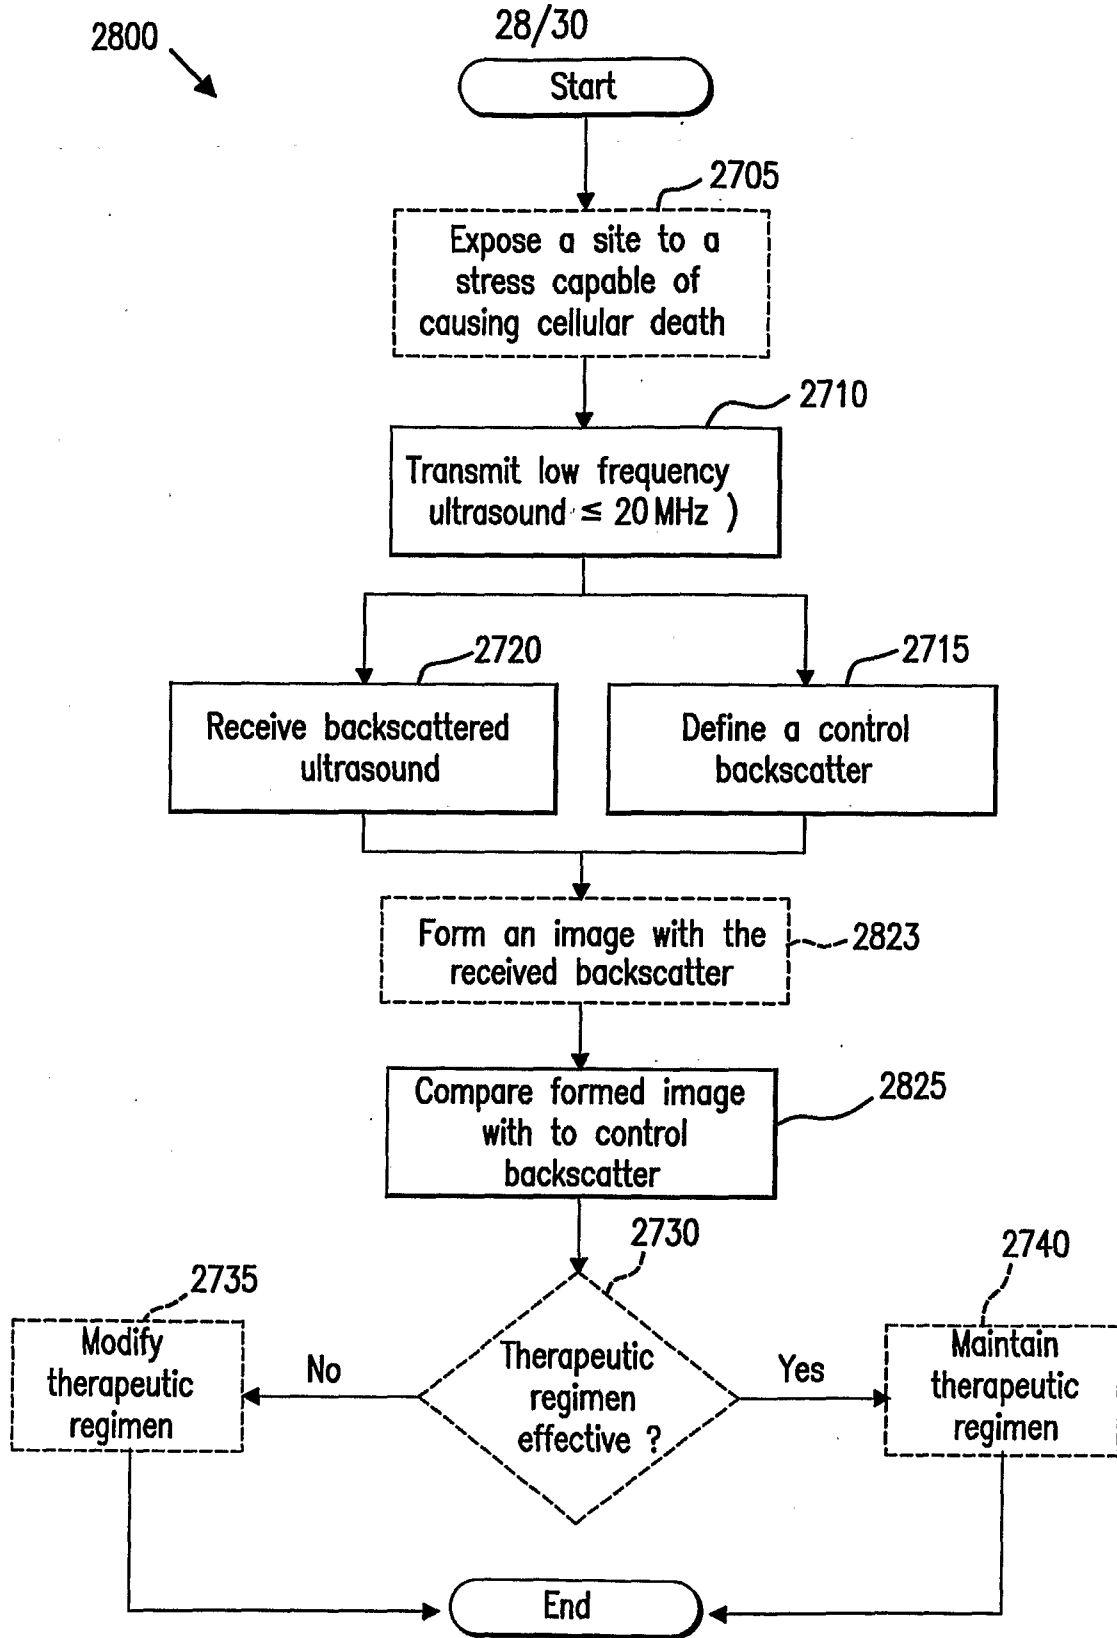 28/30
2800
Start
2705
Expose a site to a
stress capable of
causing cellular death
2710
Transmit low frequency
ultrasound ≤ 20 MHz )
2720
2715
Receive backscattered
ultrasound
Define a control
backscatter
Form an image with the
received backscatter
2823
Compare formed image
with to control
backscatter
2825
2730
2735
2740
Modify
therapeutic
regimen
No
Therapeutic
regimen
effective ?
Yes
Maintain
therapeutic
regimen
End